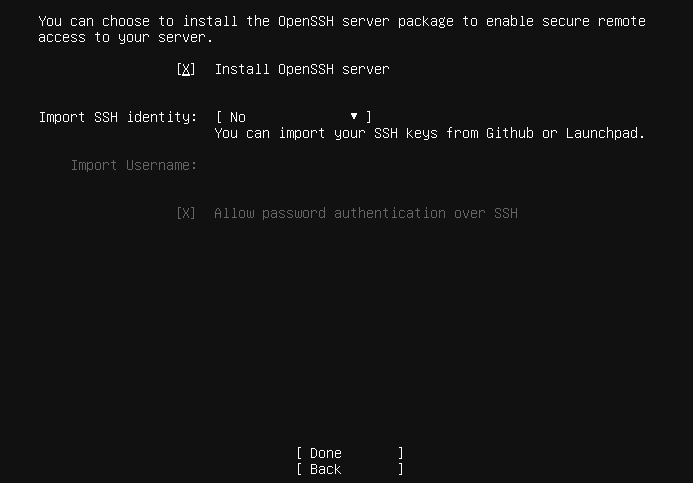 You can choose to install the OpenSSH server package to enable secure remote
access to your server.
[X] Install OpenSSH server
Import SSH identity: [ No ▼ ]
You can import your SSH keys from Github or Launchpad.
Import Username:
[X] Allow password authentication over SSH
[ Done ]
[ Back ]